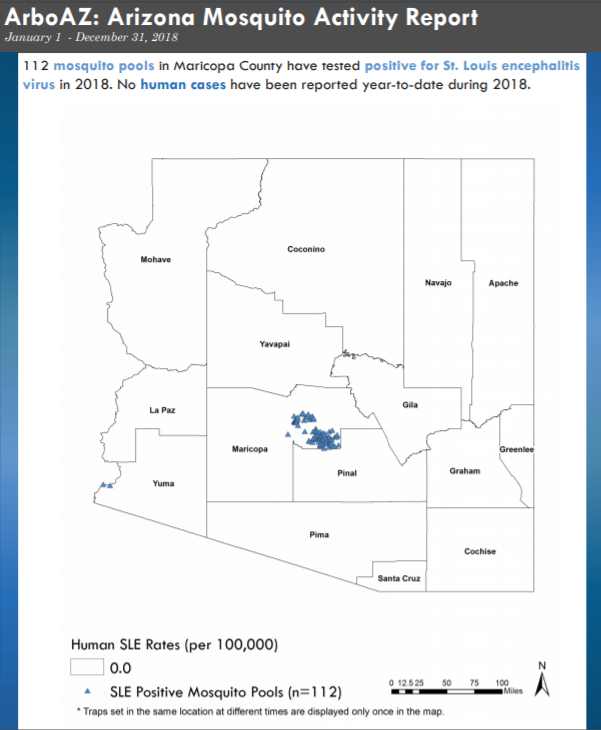 ArboAZ: Arizona Mosquito Activity Report
January 1 - December 31, 2018
112 mosquito pools in Maricopa County have tested positive for St. Louis encephalitis
virus in 2018. No human cases have been reported year-to-date during 2018.
Mohave
Coconino
Navajo
Apache
Yavapai
La Paz
Gila
Maricopa
Greenlee
Yuma
Pinal
Graham
Pima
Cochise
Santa Cruz
Human SLE Rates (per 100,000)
0.0
SLE Positive Mosquito Pools (n=112)
* Traps set in the same location at different times are displayed only once in the map.
N
0 12.525 50 75 100
Miles